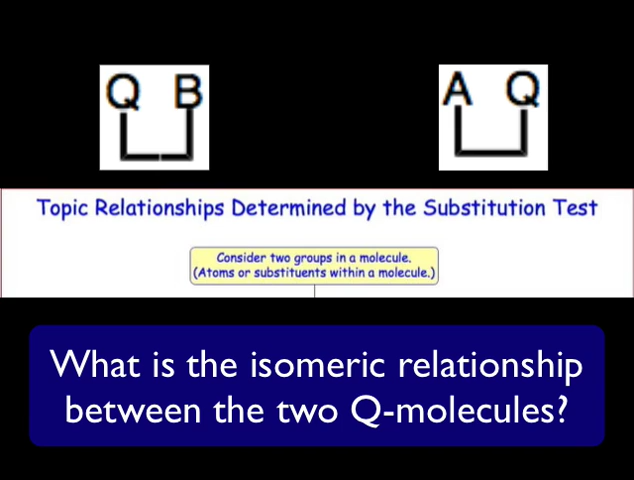 Q B
A Q
Topic Relationships Determined by the Substitution Test
Consider two groups in a molecule.
(Atoms or substituents within a molecule.)
What is the isomeric relationship
between the two Q-molecules?